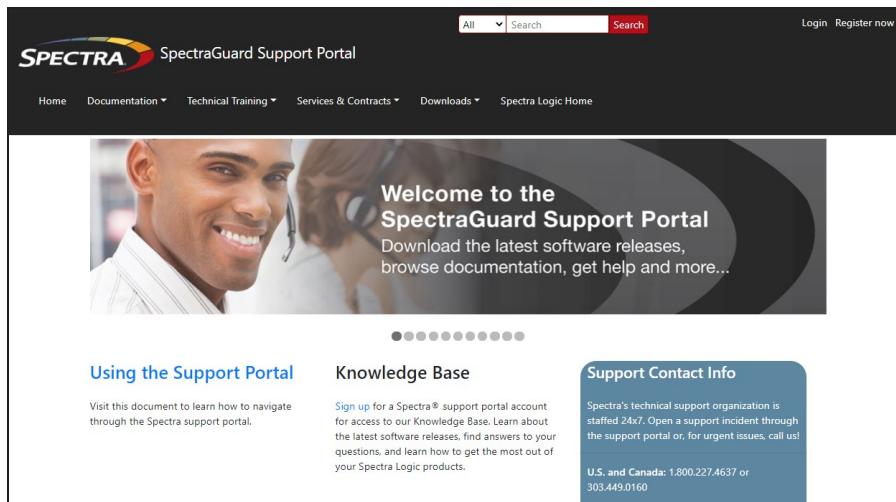 All
Search
Search
Login Register now
SPECTRA
SpectraGuard Support Portal
Home Documentation Technical Training Services & Contracts Downloads Spectra Logic Home
Welcome to the
SpectraGuard Support Portal
Download the latest software releases,
browse documentation, get help and more...
Using the Support Portal
Visit this document to learn how to navigate
through the Spectra support portal.
Knowledge Base
Sign up for a Spectra® support portal account
for access to our Knowledge Base. Learn about
the latest software releases, find answers to your
questions, and learn how to get the most out of
your Spectra Logic products.
Support Contact Info
Spectra's technical support organization is
staffed 24x7. Open a support incident through
the support portal or, for urgent issues, call us!
U.S. and Canada: 1.800.227.4637 or
303.449.0160